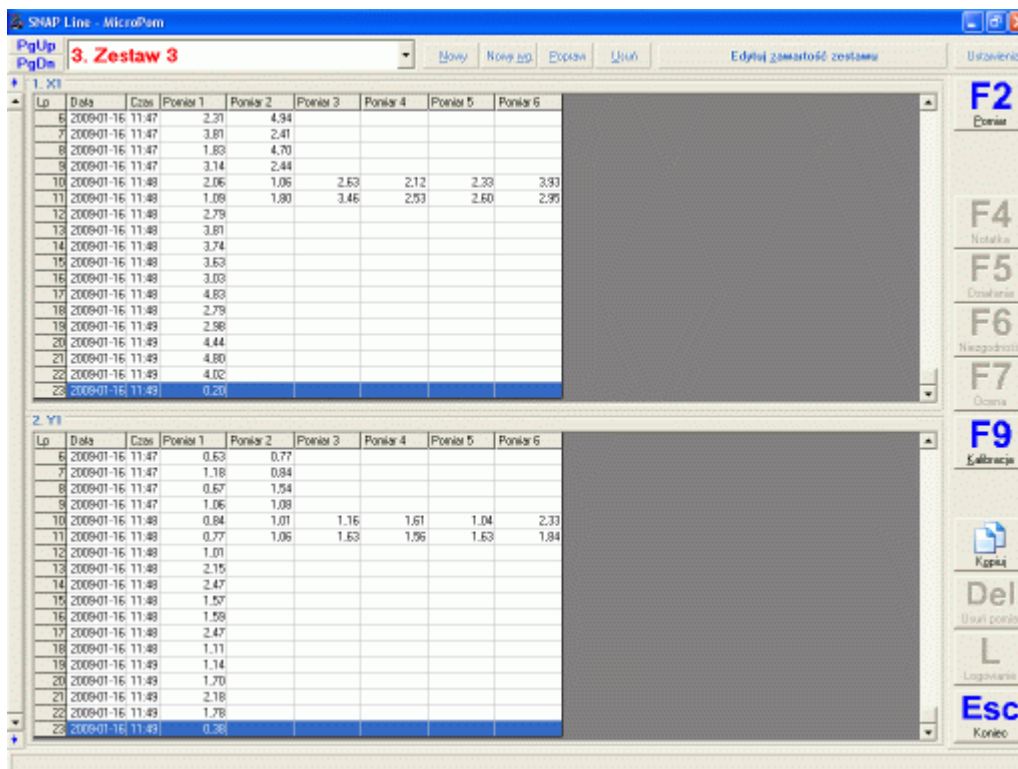 SNAP Line - MicroPom
PgUp
PgDn
3. Zestaw 3
Nowy
Nowy wg.
Popraw
Usuń
Edytuj zawartość zestawu
Ustawienia
1. X1
Lp Data Czas Pomiar 1 Pomiar 2 Pomiar 3 Pomiar 4 Pomiar 5 Pomiar 6
6 2009-01-16 11:47 2.31 4.94
7 2009-01-16 11:47 3.81 2.41
8 2009-01-16 11:47 1.83 4.70
9 2009-01-16 11:47 3.14 2.44
10 2009-01-16 11:48 2.06 1.06 2.63 2.12 2.33 3.93
11 2009-01-16 11:48 1.09 1.80 3.46 2.53 2.60 2.95
12 2009-01-16 11:48 2.79
13 2009-01-16 11:48 3.81
14 2009-01-16 11:48 3.74
15 2009-01-16 11:48 3.63
16 2009-01-16 11:48 3.03
17 2009-01-16 11:48 4.83
18 2009-01-16 11:48 2.79
19 2009-01-16 11:49 2.98
20 2009-01-16 11:49 4.44
21 2009-01-16 11:49 4.80
22 2009-01-16 11:49 4.02
23 2009-01-16 11:49 0.20
2. Y1
Lp Data Czas Pomiar 1 Pomiar 2 Pomiar 3 Pomiar 4 Pomiar 5 Pomiar 6
6 2009-01-16 11:47 0.63 0.77
7 2009-01-16 11:47 1.18 0.84
8 2009-01-16 11:47 0.67 1.54
9 2009-01-16 11:47 1.06 1.08
10 2009-01-16 11:48 0.84 1.01 1.16 1.61 1.04 2.33
11 2009-01-16 11:48 0.77 1.06 1.63 1.56 1.63 1.84
12 2009-01-16 11:48 1.01
13 2009-01-16 11:48 2.15
14 2009-01-16 11:48 2.47
15 2009-01-16 11:48 1.57
16 2009-01-16 11:48 1.59
17 2009-01-16 11:48 2.47
18 2009-01-16 11:48 1.11
19 2009-01-16 11:49 1.14
20 2009-01-16 11:49 1.70
21 2009-01-16 11:49 2.18
22 2009-01-16 11:49 1.78
23 2009-01-16 11:49 0.38
F2
Pomiar
F4
Notatka
F5
Działania
F6
Niezgodność
F7
Ocena
F9
Kalibracja
Kopiuj
Del
Usuń pomia
L
Logowanie
Esc
Koniec